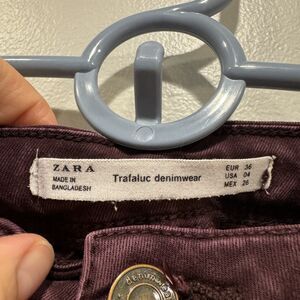 ZARA
MADE IN
BANGLADESH
Trafaluc denimwear
EUR 36
USA 04
MEX 26